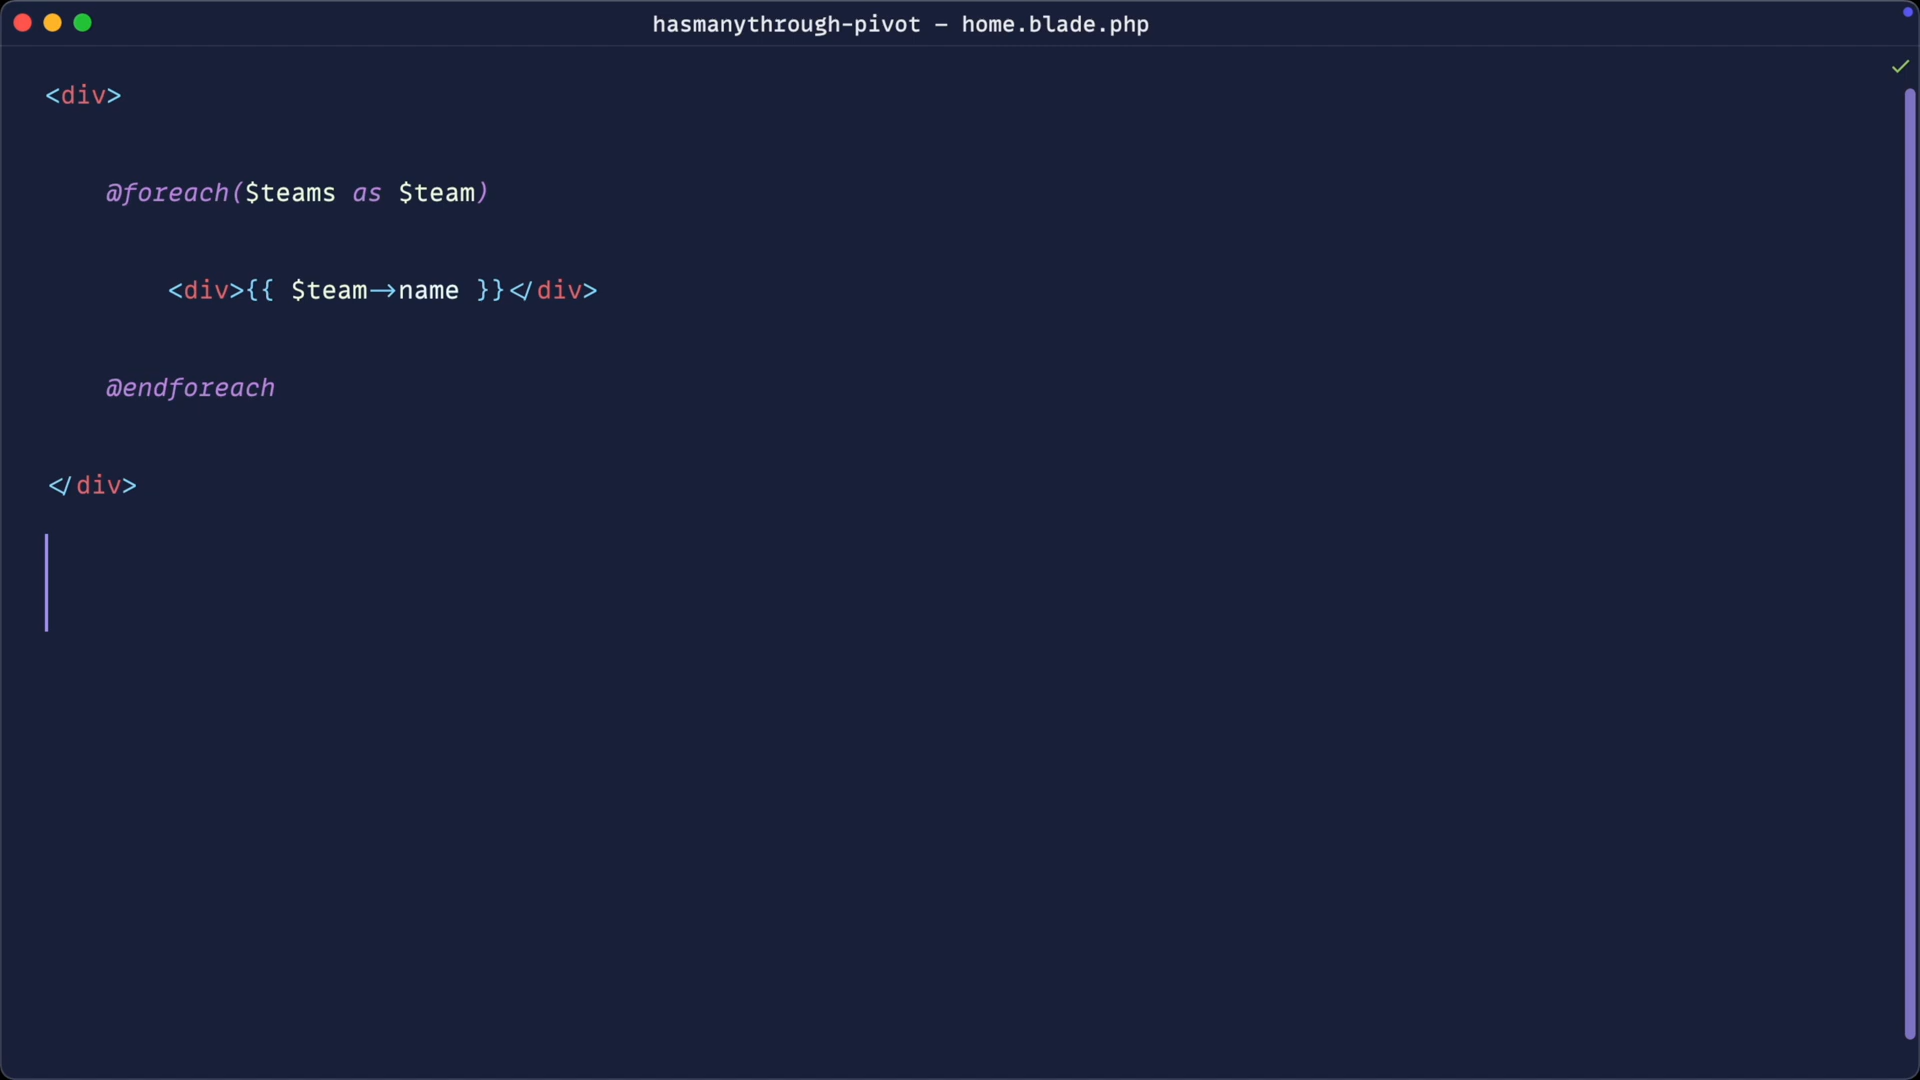 hasmanythrough-pivot – home.blade.php
<div>
@foreach($teams as $team)
<div>{{ $team->name }}</div>
@endforeach
</div>